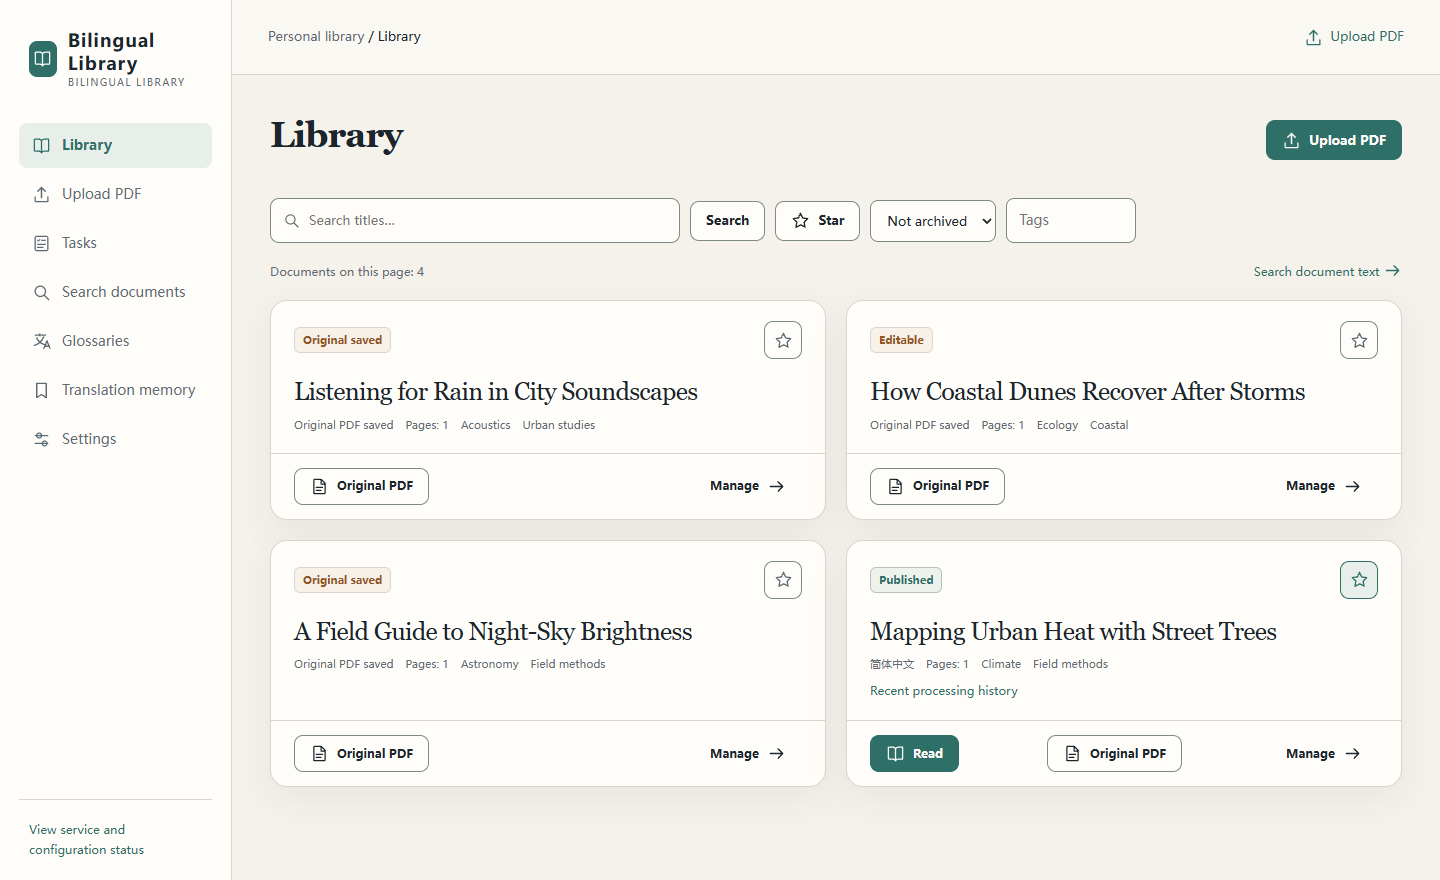 Bilingual
Library
BILINGUAL LIBRARY
Library
Upload PDF
Tasks
Search documents
Glossaries
Translation memory
Settings
View service and
configuration status
Personal library / Library
Upload PDF
Library
Upload PDF
Search titles...
Search
Star
Not archived
Tags
Documents on this page: 4
Search document text
Original saved
Listening for Rain in City Soundscapes
Original PDF saved Pages: 1 Acoustics Urban studies
Original PDF
Manage
Editable
How Coastal Dunes Recover After Storms
Original PDF saved Pages: 1 Ecology Coastal
Original PDF
Manage
Original saved
A Field Guide to Night-Sky Brightness
Original PDF saved Pages: 1 Astronomy Field methods
Original PDF
Manage
Published
Mapping Urban Heat with Street Trees
简体中文 Pages: 1 Climate Field methods
Recent processing history
Read
Original PDF
Manage